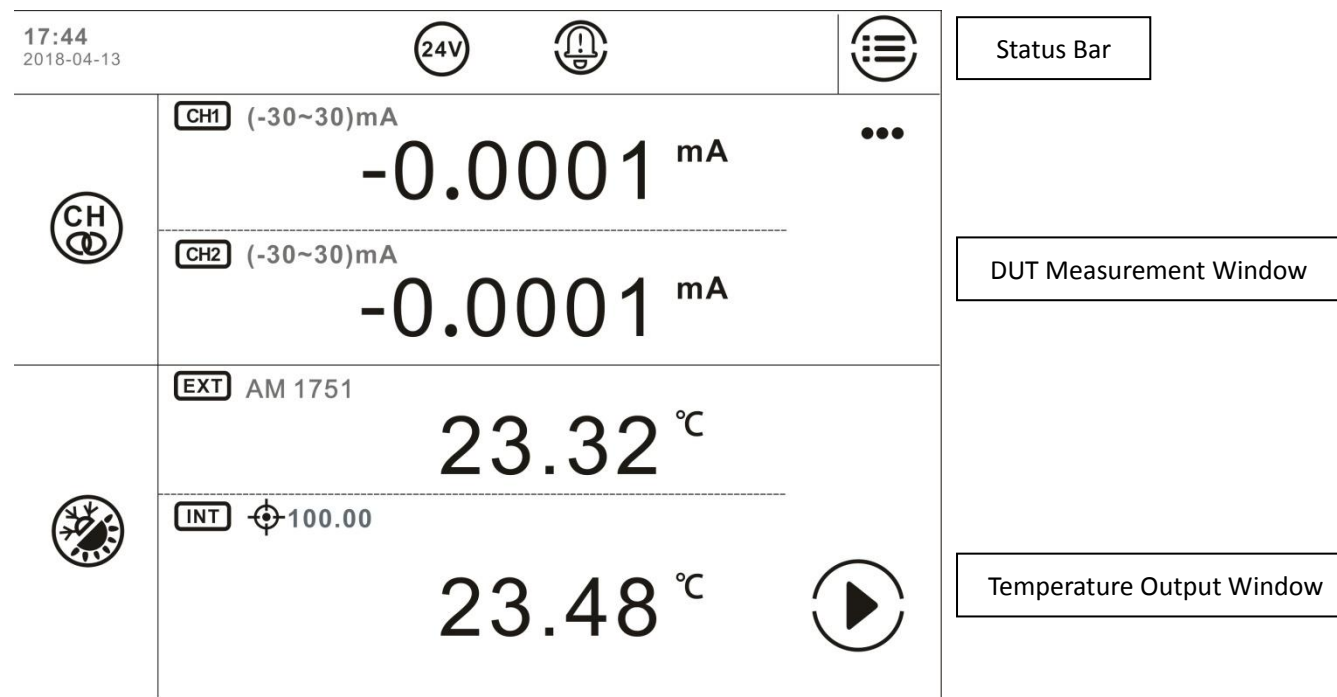 17:44
2018-04-13
24V
Status Bar
CH1 (-30~30)mA
-0.0001 mA
CH
CH2 (-30~30)mA
-0.0001 mA
DUT Measurement Window
EXT AM 1751
23.32 ℃
INT 100.00
23.48 ℃
Temperature Output Window